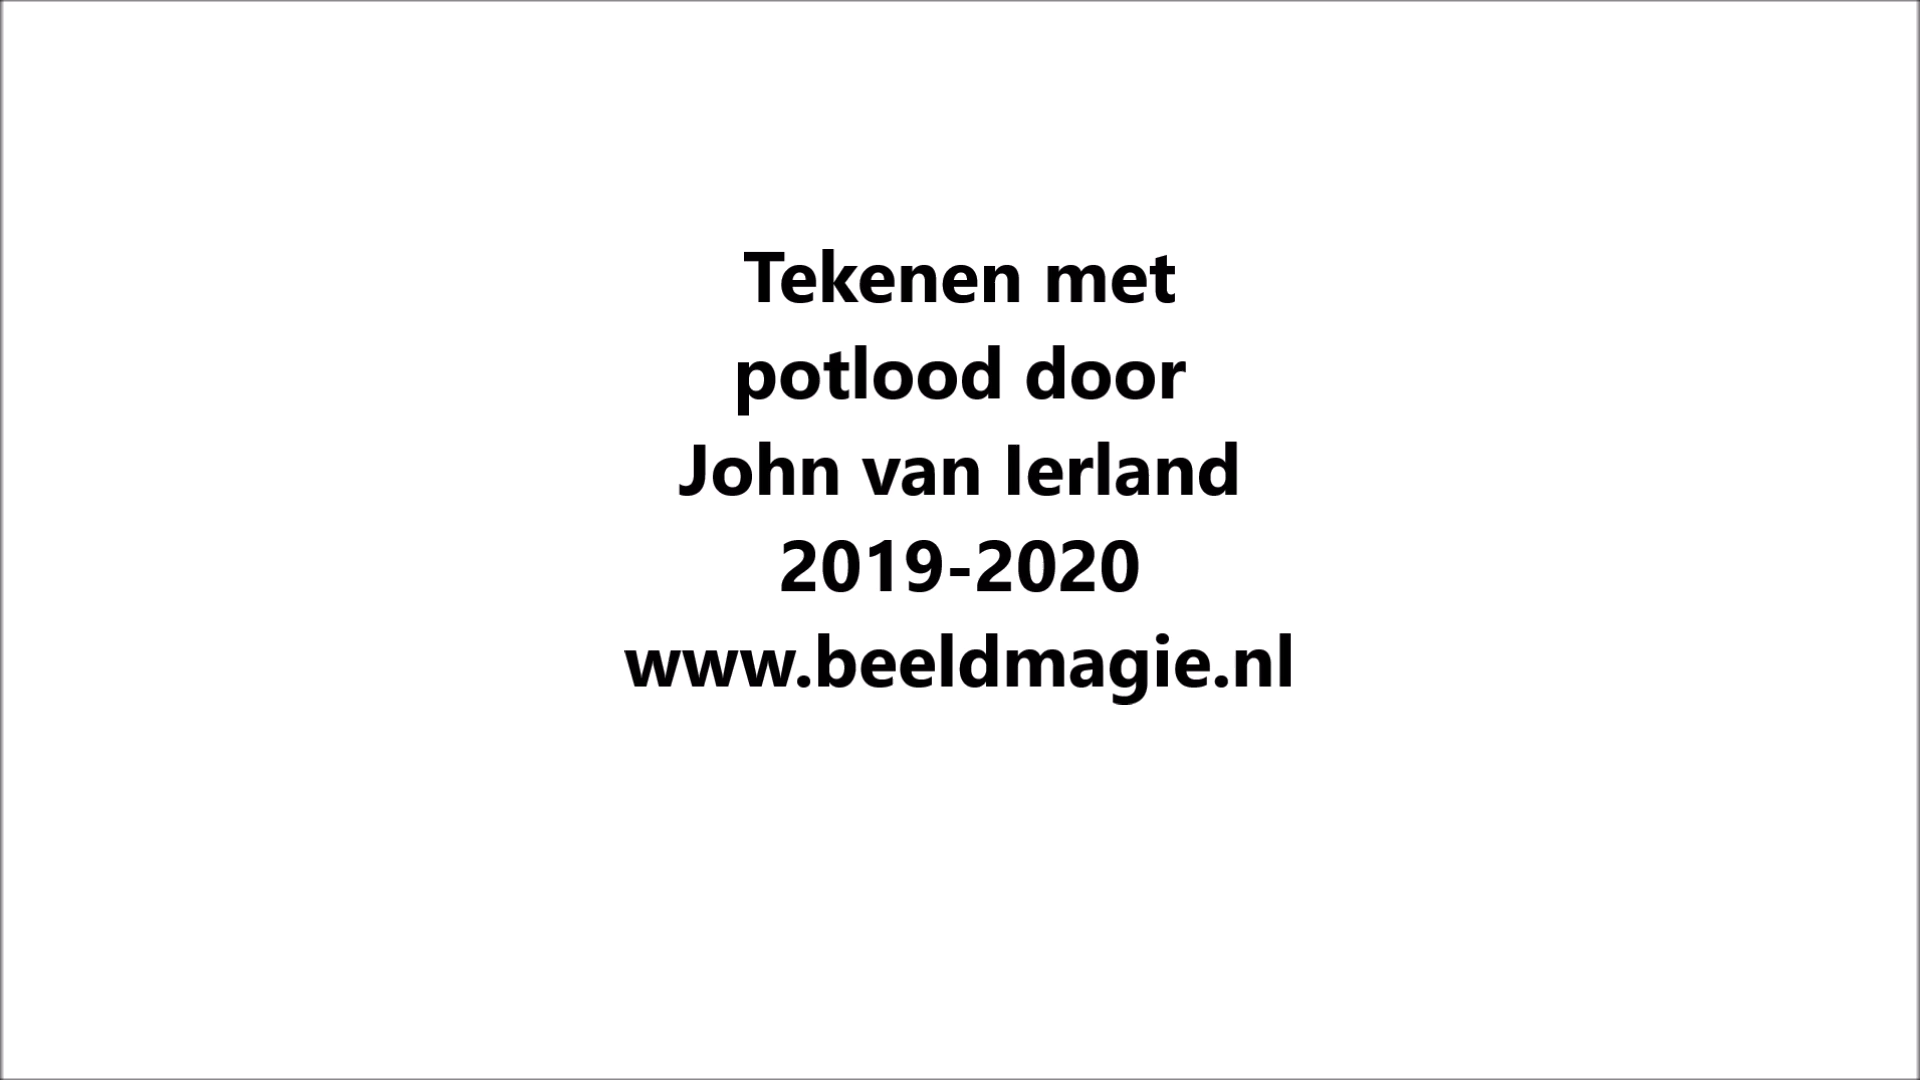 Tekenen met
potlood door
John van Ierland
2019-2020
www.beeldmagie.nl